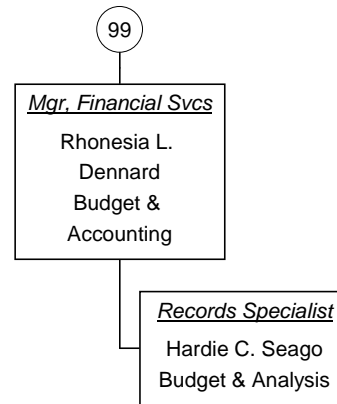 99
Mgr, Financial Svcs
Rhonesia L.
Dennard
Budget &
Accounting
Records Specialist
Hardie C. Seago
Budget & Analysis